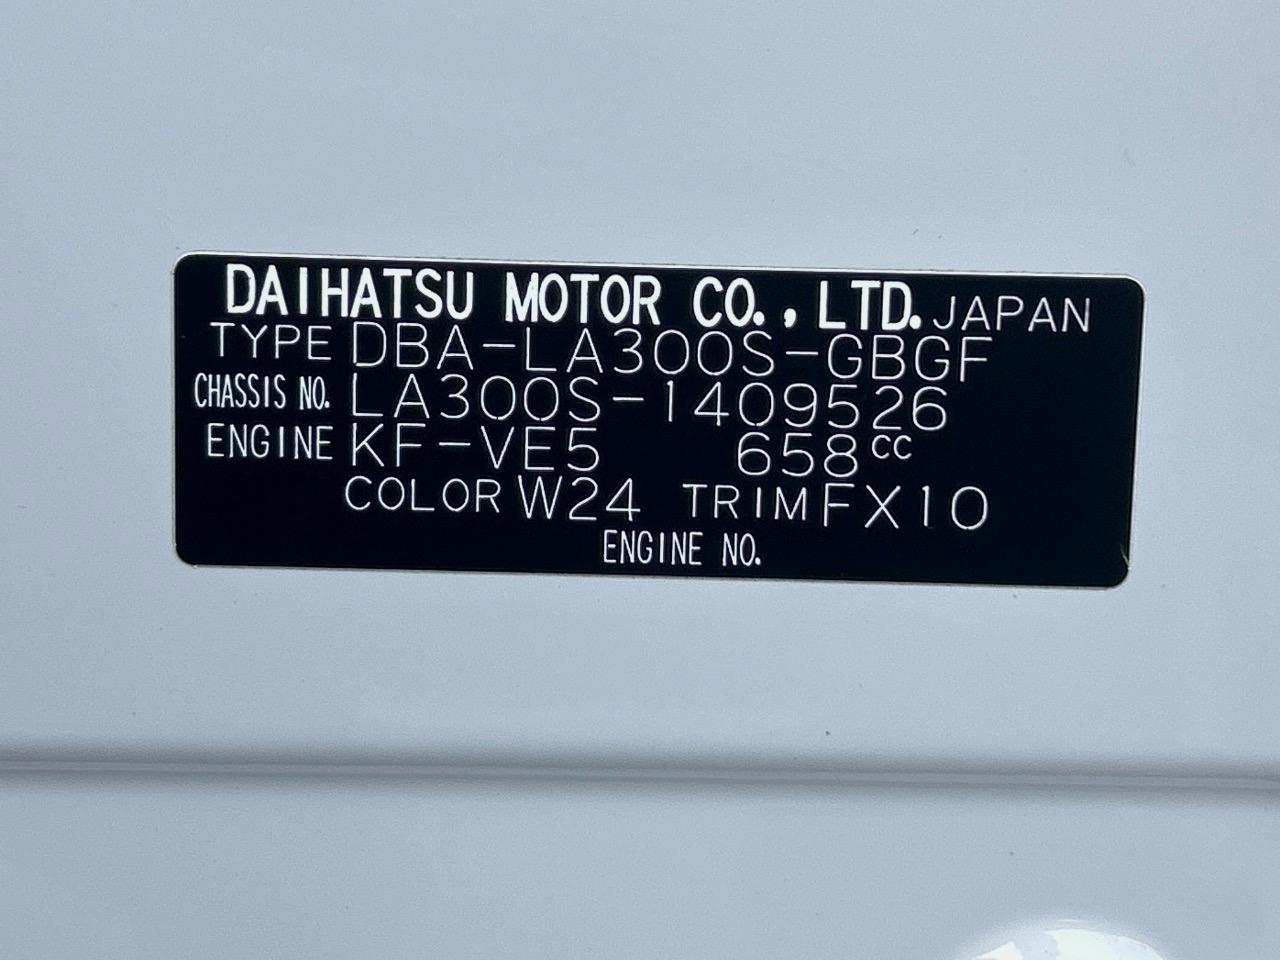 DAIHATSU MOTOR CO., LTD. JAPAN
TYPE DBA-LA300S-GBGF
CHASSIS NO. LA300S-1409526
ENGINE KF-VE5 658cc
COLOR W24 TRIM FX10
ENGINE NO.